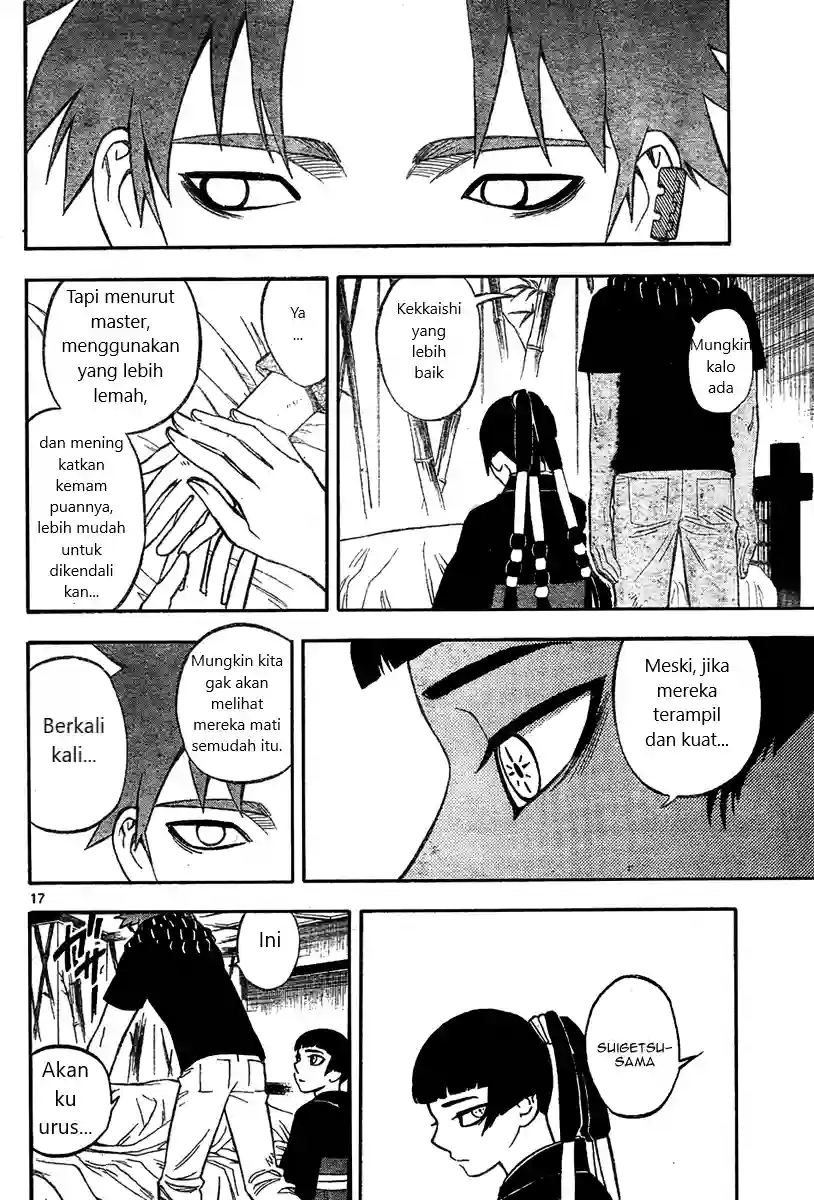 Mungkin
kalo
ada
Kekkaishi
yang
lebih
baik
Ya
...
Tapi menurut
master,
menggunakan
yang lebih
lemah,
dan mening
katkan
kemam
puannya,
lebih mudah
untuk
dikendali
kan...
Meski, jika
mereka
terampil
dan kuat...
Mungkin kita
gak akan
melihat
mereka mati
semudah itu.
Berkali
kali...
17
SUIGETSU-
SAMA
Ini
Akan
ku
urus...